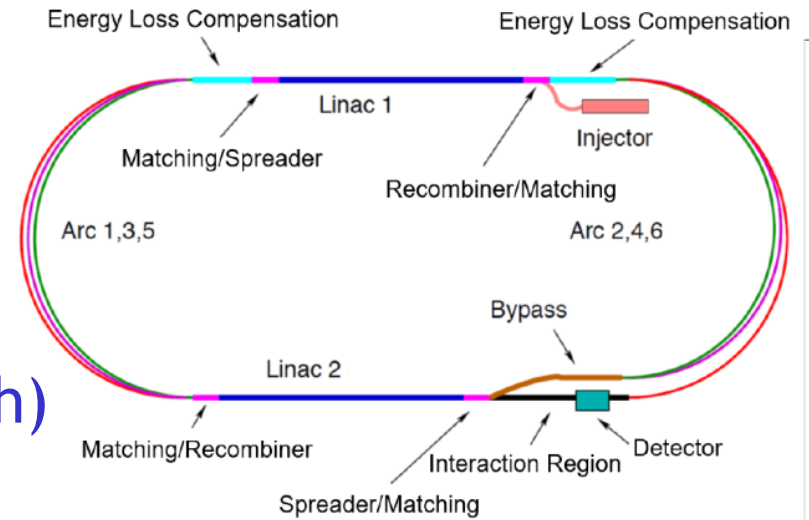 Energy Loss Compensation
Energy Loss Compensation
Linac 1
Injector
Matching/Spreader
Recombiner/Matching
Arc 1,3,5
Arc 2,4,6
Bypass
Linac 2
h)
Matching/Recombiner
Interaction Region
Detector
Spreader/Matching